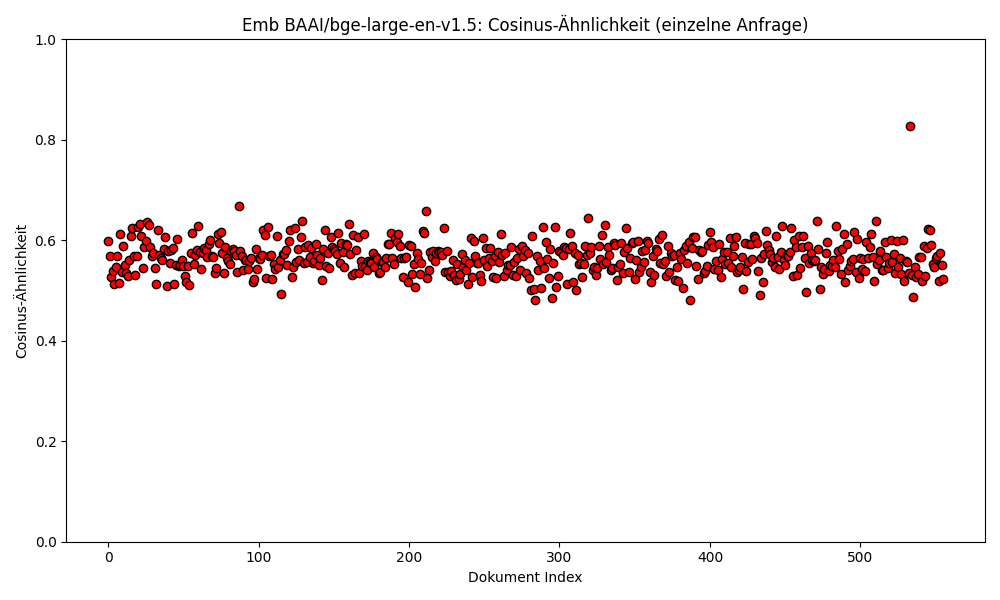 Emb BAAI/bge-large-en-v1.5: Cosinus-Ähnlichkeit (einzelne Anfrage)
1.0
0.8
0.6
0.4
0.2
0.0
Cosinus-Ähnlichkeit
0 100 200 300 400 500
Dokument Index